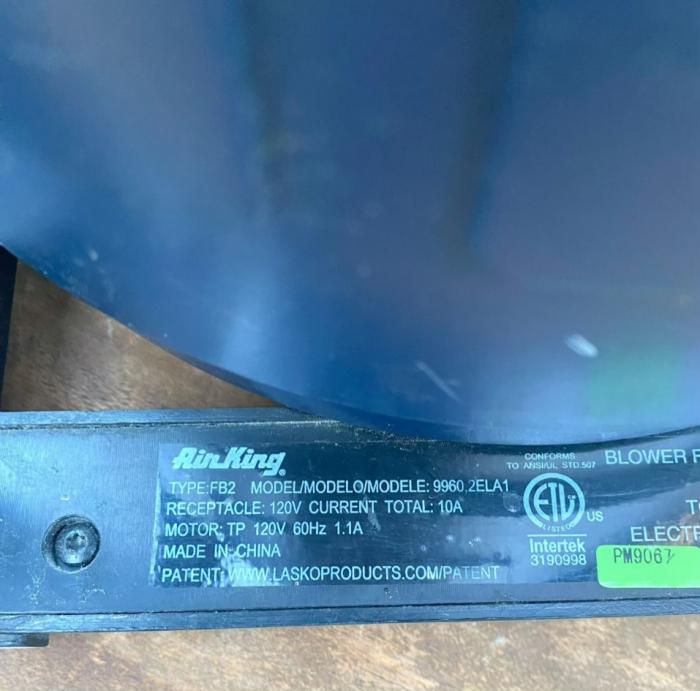 Air King®
TYPE:FB2 MODEL/MODELO/MODELE: 9960.2ELA1
RECEPTACLE: 120V CURRENT TOTAL: 10A
MOTOR: TP 120V 60Hz 1.1A
MADE IN CHINA
PATENT: WWW.LASKOPRODUCTS.COM/PATENT
CONFORMS
TO ANSI/UL STD.507
ETL
LISTED
US
Intertek
3190998
BLOWER F
TO
ELECTR
PM9067